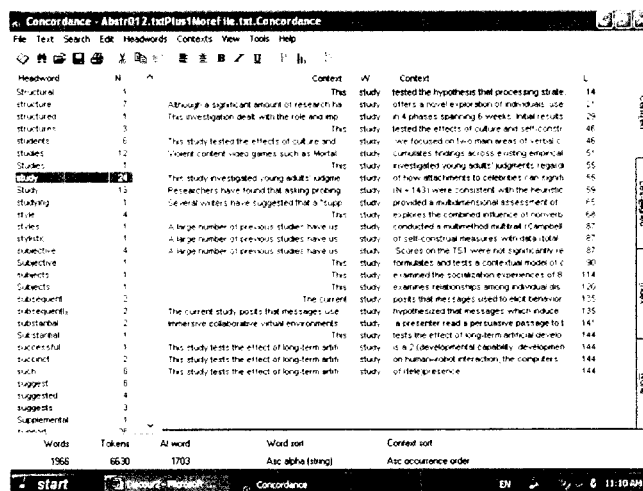 Concordance - Abstr012.txtPlus1MoreFile.txt.Concordance
File Text Search Edit Headwords Contexts View Tools Help
Headword N Context W Context L
Structural 1 This study tested the hypothesis that processing strate 14
structure 7 Although a significant amount of research ha study offers a novel exploration of individuals use 21
structured 1 This investigation dealt with the role and imp study in 4 phases spanning 6 weeks. Initial results 29
structures 3 This study tested the effects of culture and self-constr 46
students 6 This study tested the effects of culture and study we focused on two main areas of verbal c 46
studies 12 Violent content video games such as Mortal study cumulates findings across existing empirical 51
Studies 1 This study investigated young adults' judgments regardi 55
study 24 This study investigated young adults' judgme study of how attachments to celebrities can signifi 55
Study 13 Researchers have found that asking probing study (N = 143) were consistent with the heuristic 59
studying 1 Several writers have suggested that a "supp study provided a multidimensional assessment of 65
style 4 This study explores the combined influence of nonverb 68
styles 1 A large number of previous studies have us study conducted a multimethod multitrait (Campbell 87
stylistic 1 A large number of previous studies have us study of self-construal measures with data (total 87
subjective 4 A large number of previous studies have us study Scores on the TS1 were not significantly re 87
Subjective 1 This study formulates and tests a contextual model of c 90
subjects 1 This study examined the socialization experiences of 8 114
Subjects 1 This study examines relationships among individual dis 120
subsequent 2 The current study posits that messages used to elicit behavior 135
subsequently 2 The current study posits that messages use study hypothesized that messages which induce 135
substantial 2 Immersive collaborative virtual environments study a presenter read a persuasive passage to t 141
Substantial 1 This study tests the effect of long-term artificial develo 144
successful 1 This study tests the effect of long-term artifi study is a 2 (developmental capability: developmen 144
succinct 2 This study tests the effect of long-term artifi study on human-robot interaction, the computers 144
such 6 This study tests the effect of long-term artifi study of (tele)presence 144
suggest 6
suggested 4
suggests 3
Supplemental 1
Words Tokens At word Word sort Context sort
1966 6630 1703 Asc alpha (string) Asc occurrence order
start Microsoft Concordance EN 11:10 AM